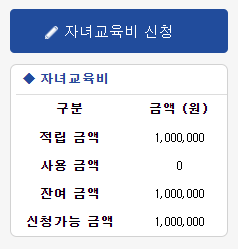 자녀교육비 신청
◆ 자녀교육비
구분 금액 (원)
적립 금액 1,000,000
사용 금액 0
잔여 금액 1,000,000
신청가능 금액 1,000,000